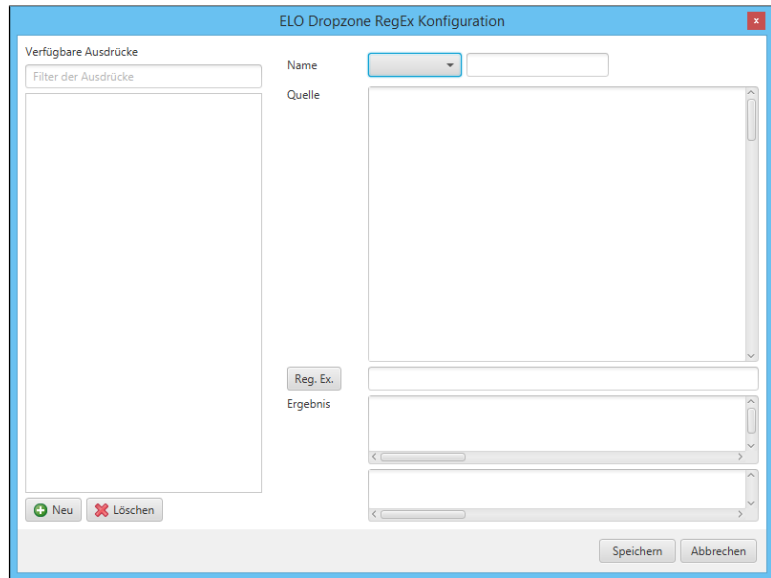 ELO Dropzone RegEx Konfiguration
x
Verfügbare Ausdrücke
Filter der Ausdrücke
Name
Quelle
Reg. Ex.
Ergebnis
Neu
Löschen
Speichern
Abbrechen